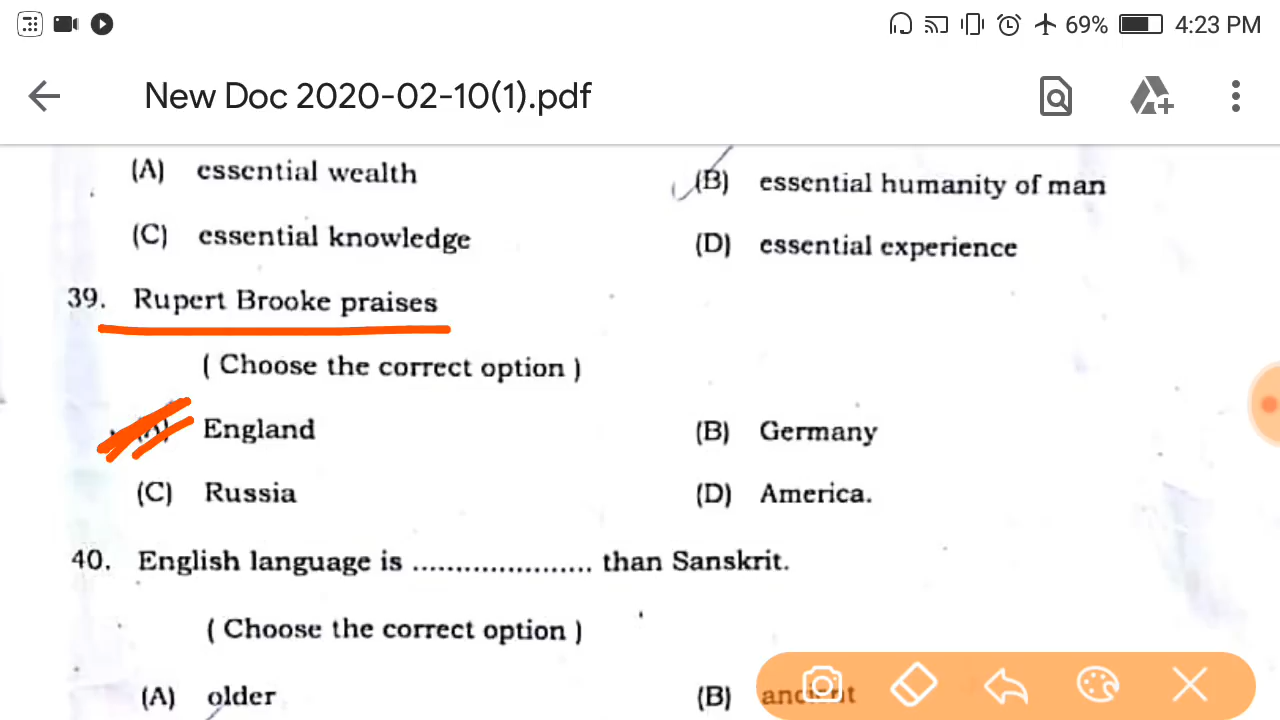 69% 4:23 PM
New Doc 2020-02-10(1).pdf
(A) essential wealth (B) essential humanity of man
(C) essential knowledge (D) essential experience
39. Rupert Brooke praises
( Choose the correct option )
England (B) Germany
(C) Russia (D) America.
40. English language is ..................... than Sanskrit.
( Choose the correct option )
(A) older (B) ancient